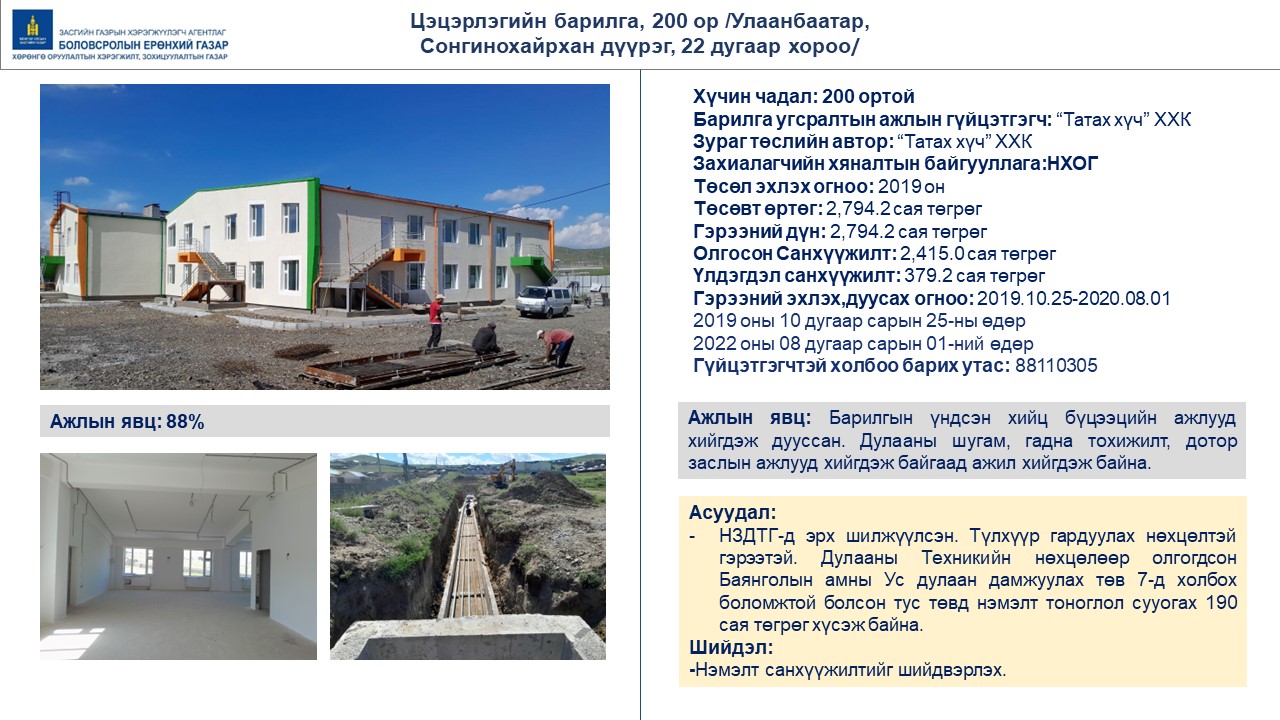 ЗАСГИЙН ГАЗРЫН ХЭРЭГЖҮҮЛЭГЧ АГЕНТЛАГ
БОЛОВСРОЛЫН ЕРӨНХИЙ ГАЗАР
ХӨРӨНГӨ ОРУУЛАЛТЫН ХЭРЭГЖИЛТ, ЗОХИЦУУЛАЛТЫН ГАЗАР
Цэцэрлэгийн барилга, 200 ор /Улаанбаатар,
Сонгинохайрхан дүүрэг, 22 дугаар хороо/
Ажлын явц: 88%
Хүчин чадал: 200 ортой
Барилга угсралтын ажлын гүйцэтгэгч: “Татах хүч” ХХК
Зураг төслийн автор: “Татах хүч” ХХК
Захиалагчийн хяналтын байгууллага:НХОГ
Төсөл эхлэх огноо: 2019 он
Төсөвт өртөг: 2,794.2 сая төгрөг
Гэрээний дүн: 2,794.2 сая төгрөг
Олгосон Санхүүжилт: 2,415.0 сая төгрөг
Үлдэгдэл санхүүжилт: 379.2 сая төгрөг
Гэрээний эхлэх,дуусах огноо: 2019.10.25-2020.08.01
2019 оны 10 дугаар сарын 25-ны өдөр
2022 оны 08 дугаар сарын 01-ний өдөр
Гүйцэтгэгчтэй холбоо барих утас: 88110305
Ажлын явц: Барилгын үндсэн хийц бүцээцийн ажлууд
хийгдэж дууссан. Дулааны шугам, гадна тохижилт, дотор
заслын ажлууд хийгдэж байгаад ажил хийгдэж байна.
Асуудал:
- НЗДТГ-д эрх шилжүүлсэн. Түлхүүр гардуулах нөхцөлтэй
гэрээтэй. Дулааны Техникийн нөхцөлөөр олгогдсон
Баянголын амны Ус дулаан дамжуулах төв 7-д холбох
боломжтой болсон тус төвд нэмэлт тоноглол сууогах 190
сая төгрөг хүсэж байна.
Шийдэл:
-Нэмэлт санхүүжилтийг шийдвэрлэх.